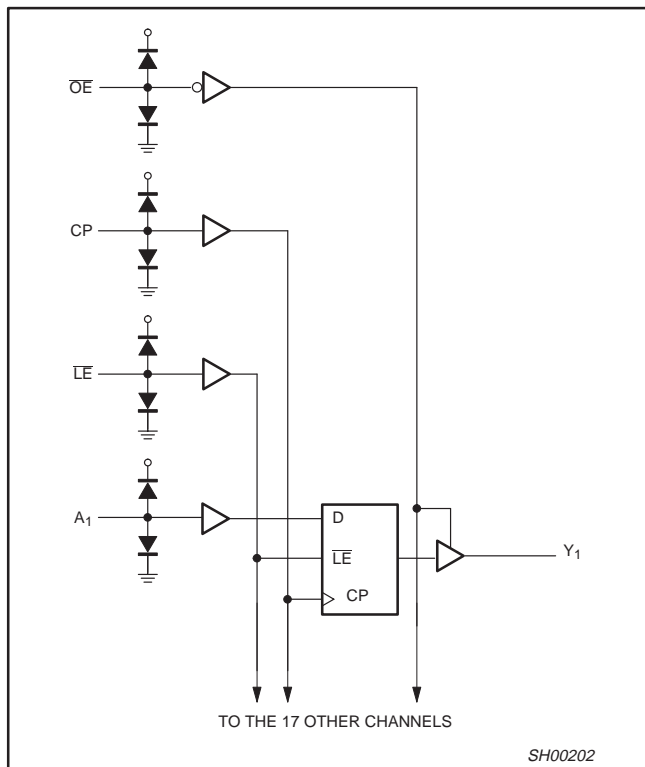 OE
CP
LE
A1
D
LE
CP
Y1
TO THE 17 OTHER CHANNELS
SH00202